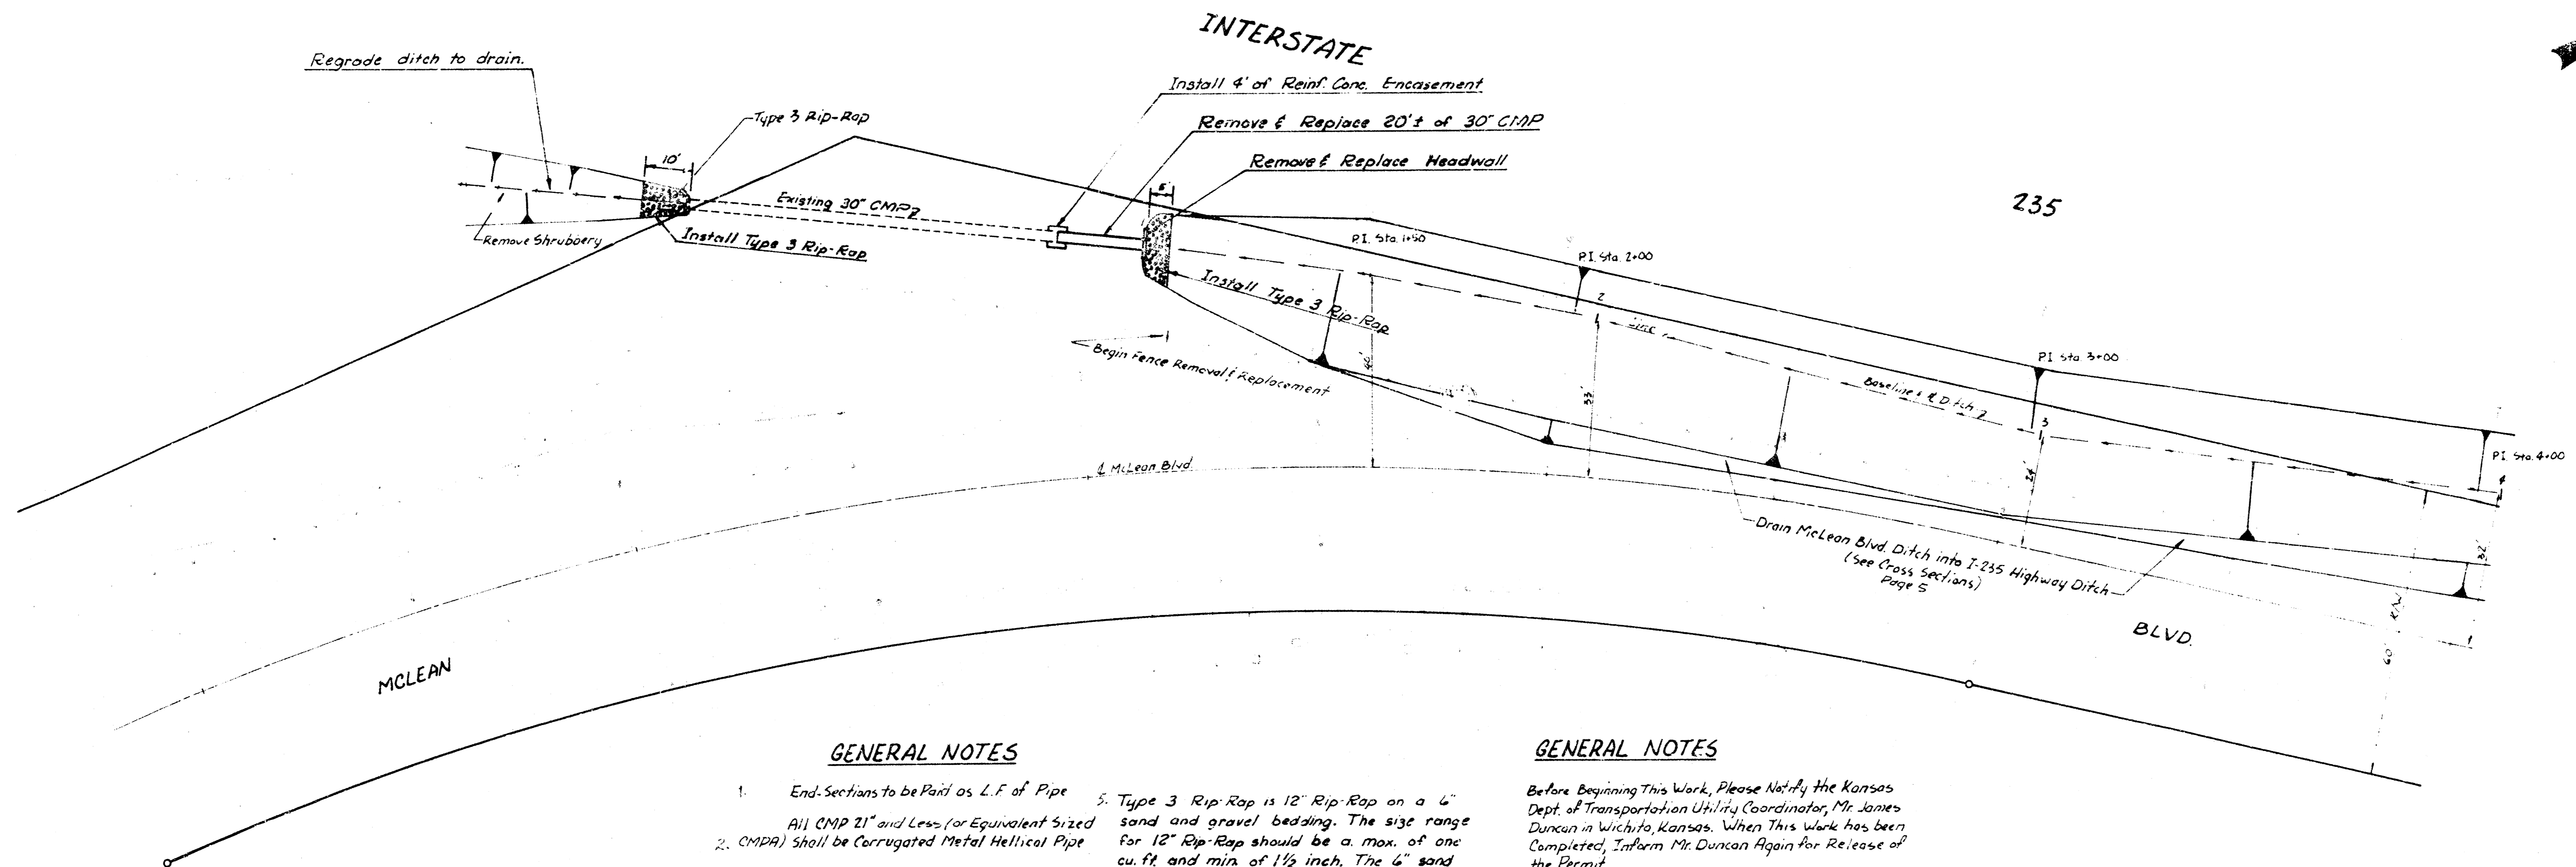 INTERSTATE
235
Regrade ditch to drain.
Type 3 Rip-Rap
10'
Install 4' of Reinf. Conc. Encasement
Remove & Replace 20'± of 30" CMP
Remove & Replace Headwall
Existing 30" CMP
Remove Shrubbery
Install Type 3 Rip-Rap
Install Type 3 Rip-Rap
Begin Fence Removal & Replacement
P.I. Sta. 1+50
P.I. Sta. 2+00
2
33'
Baseline & ℄ Ditch
P.I. Sta. 3+00
3
24'
P.I. Sta. 4+00
4
32'
R/W
60'
℄ McLean Blvd.
Drain McLean Blvd. Ditch into I-235 Highway Ditch
(See Cross Sections)
Page 5
MCLEAN
BLVD.
GENERAL NOTES
1. End-Sections to be Paid as L.F. of Pipe
All CMP 21" and Less (or Equivalent Sized
2. CMPA) Shall be Corrugated Metal Hellical Pipe
5. Type 3 Rip-Rap is 12" Rip-Rap on a 6"
sand and gravel bedding. The size range
for 12" Rip-Rap should be a max. of one
cu. ft. and min. of 1½ inch. The 6" sand
GENERAL NOTES
Before Beginning This Work, Please Notify the Kansas
Dept. of Transportation Utility Coordinator, Mr. James
Duncan in Wichita, Kansas. When This Work has been
Completed, Inform Mr. Duncan Again for Release of
the Permit